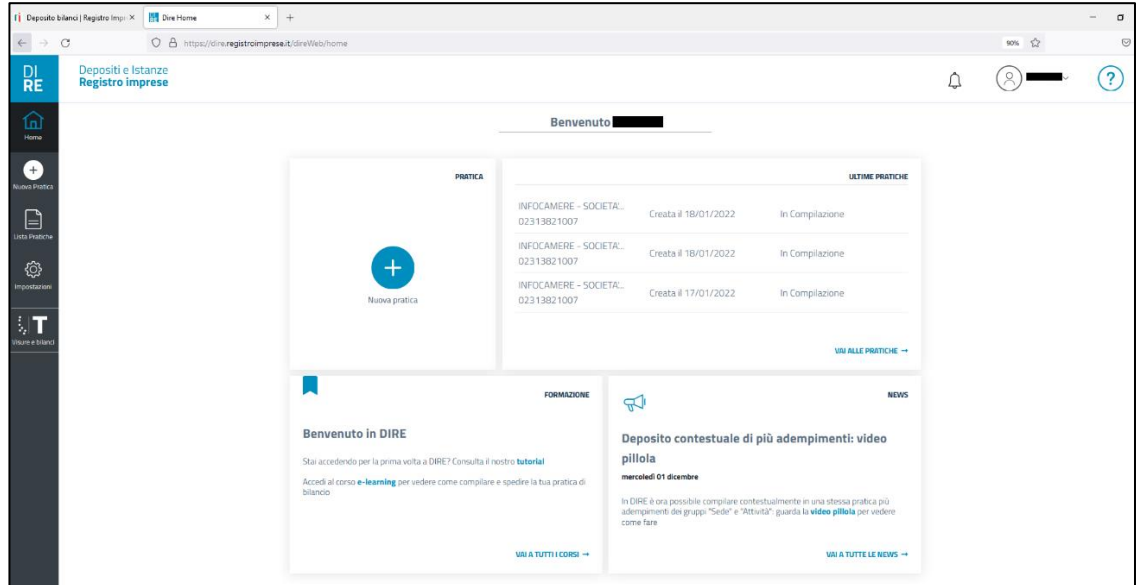 Deposito bilanci | Registro Impr
Dire Home
https://dire.registroimprese.it/direWeb/home
90%
DI
RE
Depositi e Istanze
Registro imprese
?
Home
Nuova Pratica
Lista Pratiche
Impostazioni
T
Visure e bilanci
Benvenuto
PRATICA
Nuova pratica
ULTIME PRATICHE
INFOCAMERE - SOCIETA'...
02313821007
Creata il 18/01/2022
In Compilazione
INFOCAMERE - SOCIETA'...
02313821007
Creata il 18/01/2022
In Compilazione
INFOCAMERE - SOCIETA'...
02313821007
Creata il 17/01/2022
In Compilazione
VAI ALLE PRATICHE →
FORMAZIONE
Benvenuto in DIRE
Stai accedendo per la prima volta a DIRE? Consulta il nostro tutorial
Accedi al corso e-learning per vedere come compilare e spedire la tua pratica di
bilancio
VAI A TUTTI I CORSI →
NEWS
Deposito contestuale di più adempimenti: video
pillola
mercoledì 01 dicembre
In DIRE è ora possibile compilare contestualmente in una stessa pratica più
adempimenti dei gruppi "Sede" e "Attività": guarda la video pillola per vedere
come fare
VAI A TUTTE LE NEWS →